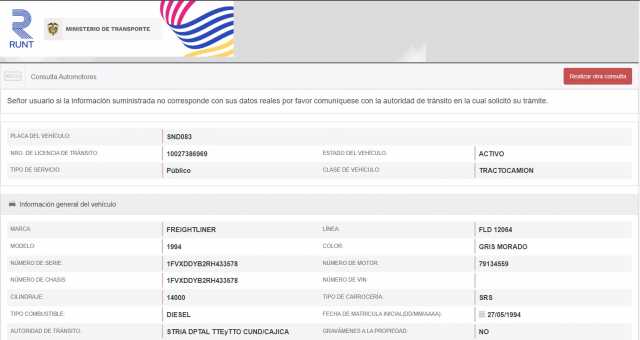 RUNT
MINISTERIO DE TRANSPORTE
INICIO Consulta Automotores Realizar otra consulta
Señor usuario si la información suministrada no corresponde con sus datos reales por favor comuníquese con la autoridad de tránsito en la cual solicitó su trámite.
PLACA DEL VEHÍCULO: SND083
NRO. DE LICENCIA DE TRÁNSITO: 10027386969 ESTADO DEL VEHÍCULO: ACTIVO
TIPO DE SERVICIO: Público CLASE DE VEHÍCULO: TRACTOCAMION
Información general del vehículo
MARCA: FREIGHTLINER LÍNEA: FLD 12064
MODELO: 1994 COLOR: GRIS MORADO
NÚMERO DE SERIE: 1FVXDDYB2RH433578 NÚMERO DE MOTOR: 79134559
NÚMERO DE CHASIS: 1FVXDDYB2RH433578 NÚMERO DE VIN:
CILINDRAJE: 14000 TIPO DE CARROCERÍA: SRS
TIPO COMBUSTIBLE: DIESEL FECHA DE MATRICULA INICIAL(DD/MM/AAAA): 27/05/1994
AUTORIDAD DE TRÁNSITO: STRIA DPTAL TTEyTTO CUND/CAJICA GRAVÁMENES A LA PROPIEDAD: NO